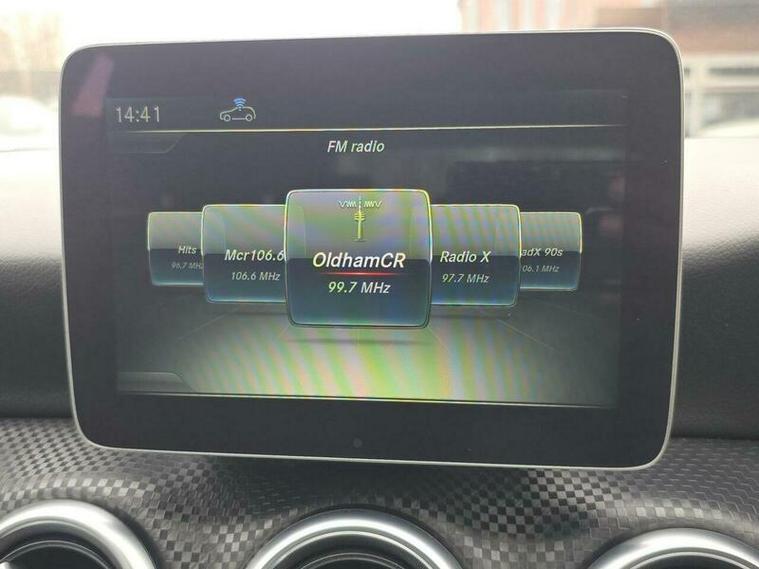 14:41
FM radio
Hits
96.7 MHz
Mcr106.6
106.6 MHz
OldhamCR
99.7 MHz
Radio X
97.7 MHz
adX 90s
06.1 MHz